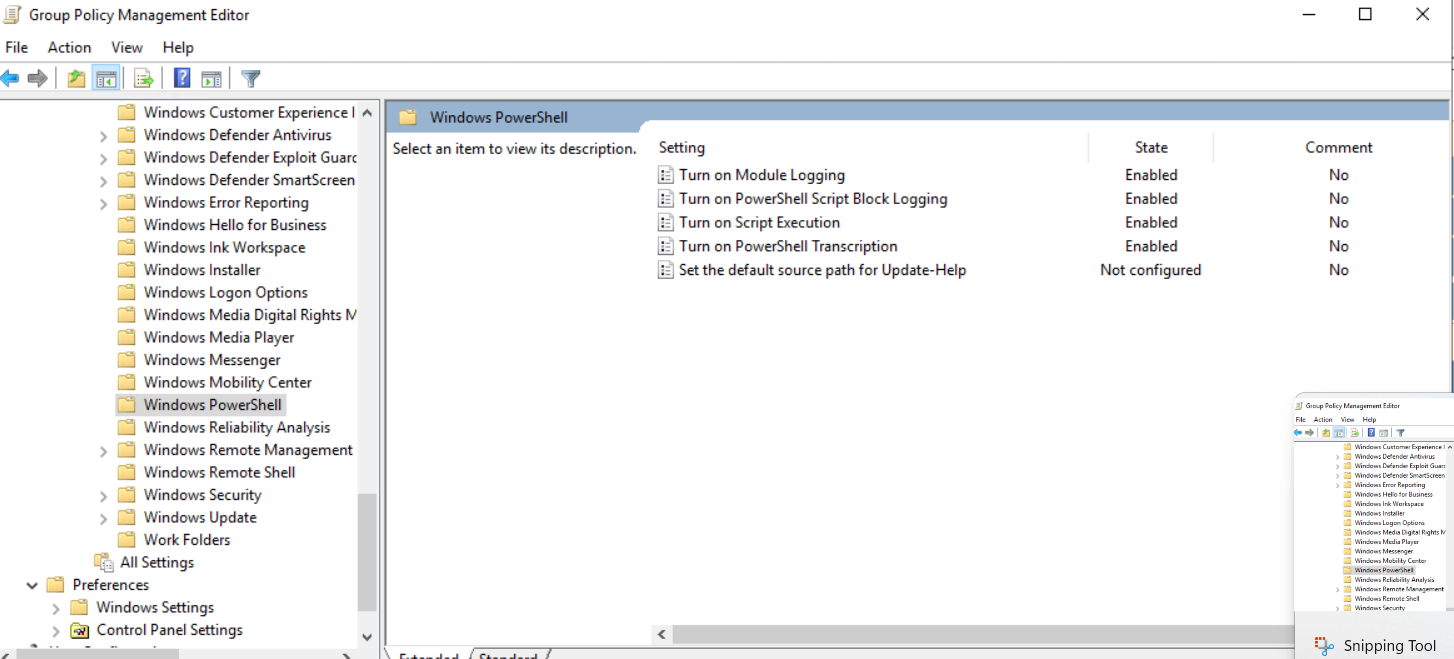 Group Policy Management Editor
File Action View Help
Windows Customer Experience I
Windows Defender Antivirus
Windows Defender Exploit Guard
Windows Defender SmartScreen
Windows Error Reporting
Windows Hello for Business
Windows Ink Workspace
Windows Installer
Windows Logon Options
Windows Media Digital Rights M
Windows Media Player
Windows Messenger
Windows Mobility Center
Windows PowerShell
Windows Reliability Analysis
Windows Remote Management
Windows Remote Shell
Windows Security
Windows Update
Work Folders
All Settings
Preferences
Windows Settings
Control Panel Settings
Windows PowerShell
Select an item to view its description.
Setting State Comment
Turn on Module Logging Enabled No
Turn on PowerShell Script Block Logging Enabled No
Turn on Script Execution Enabled No
Turn on PowerShell Transcription Enabled No
Set the default source path for Update-Help Not configured No
Extended Standard
Group Policy Management Editor
File Action View Help
Windows Customer Experience I
Windows Defender Antivirus
Windows Defender Exploit Guard
Windows Defender SmartScreen
Windows Error Reporting
Windows Hello for Business
Windows Ink Workspace
Windows Installer
Windows Logon Options
Windows Media Digital Rights M
Windows Media Player
Windows Messenger
Windows Mobility Center
Windows PowerShell
Windows Reliability Analysis
Windows Remote Management
Windows Remote Shell
Windows Security
Snipping Tool